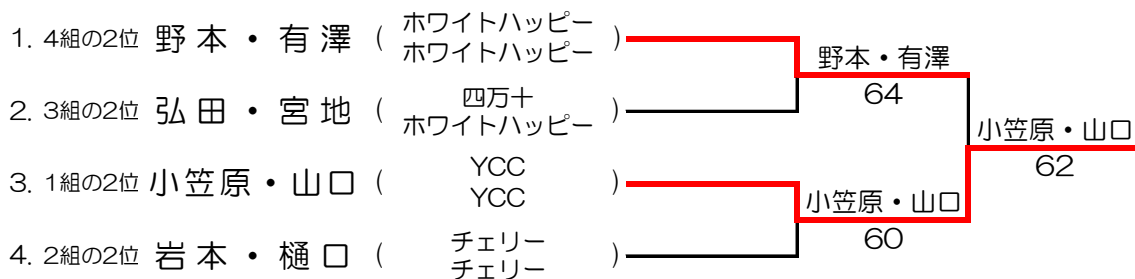 1. 4組の2位 野本・有澤 ( ホワイトハッピー ホワイトハッピー )
2. 3組の2位 弘田・宮地 ( 四万十 ホワイトハッピー )
3. 1組の2位 小笠原・山口 ( YCC YCC )
4. 2組の2位 岩本・樋口 ( チェリー チェリー )
野本・有澤
64
小笠原・山口
60
小笠原・山口
62